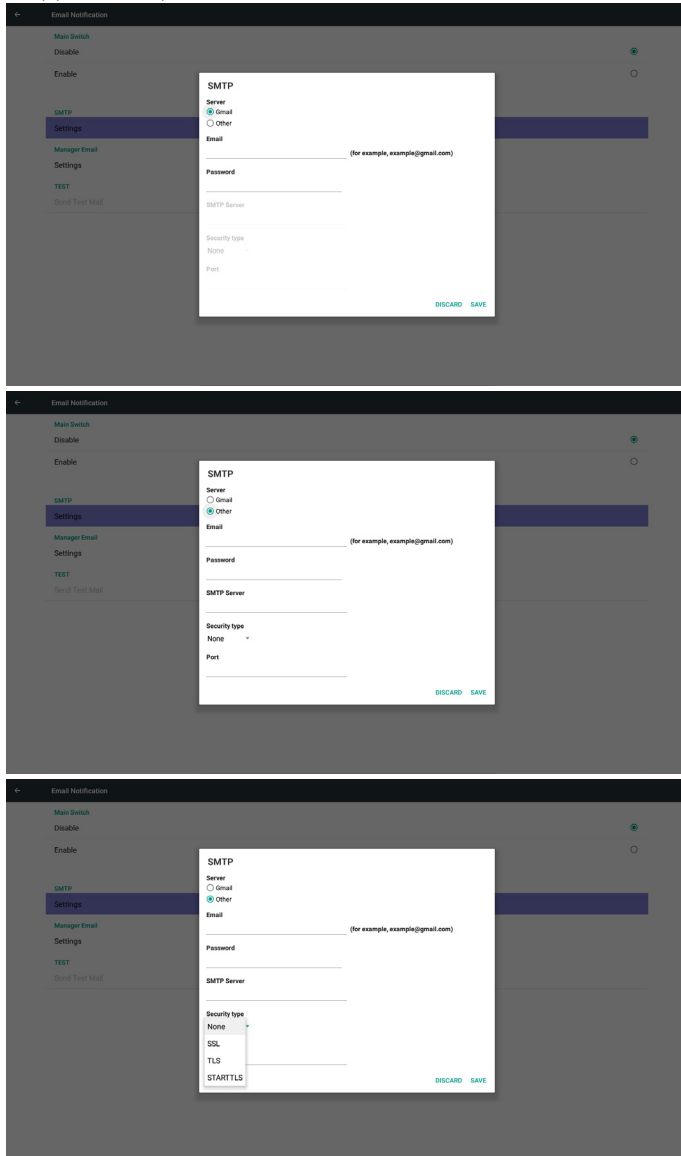 Email Notification
Main Switch
Disable
Enable
SMTP
Settings
Manager Email
Settings
TEST
Send Test Mail
SMTP
Server
Gmail
Other
Email
(for example, example@gmail.com)
Password
SMTP Server
Security type
None
Port
DISCARD SAVE
Email Notification
Main Switch
Disable
Enable
SMTP
Settings
Manager Email
Settings
TEST
Send Test Mail
SMTP
Server
Gmail
Other
Email
(for example, example@gmail.com)
Password
SMTP Server
Security type
None
Port
DISCARD SAVE
Email Notification
Main Switch
Disable
Enable
SMTP
Settings
Manager Email
Settings
TEST
Send Test Mail
SMTP
Server
Gmail
Other
Email
(for example, example@gmail.com)
Password
SMTP Server
Security type
None
SSL
TLS
STARTTLS
DISCARD SAVE